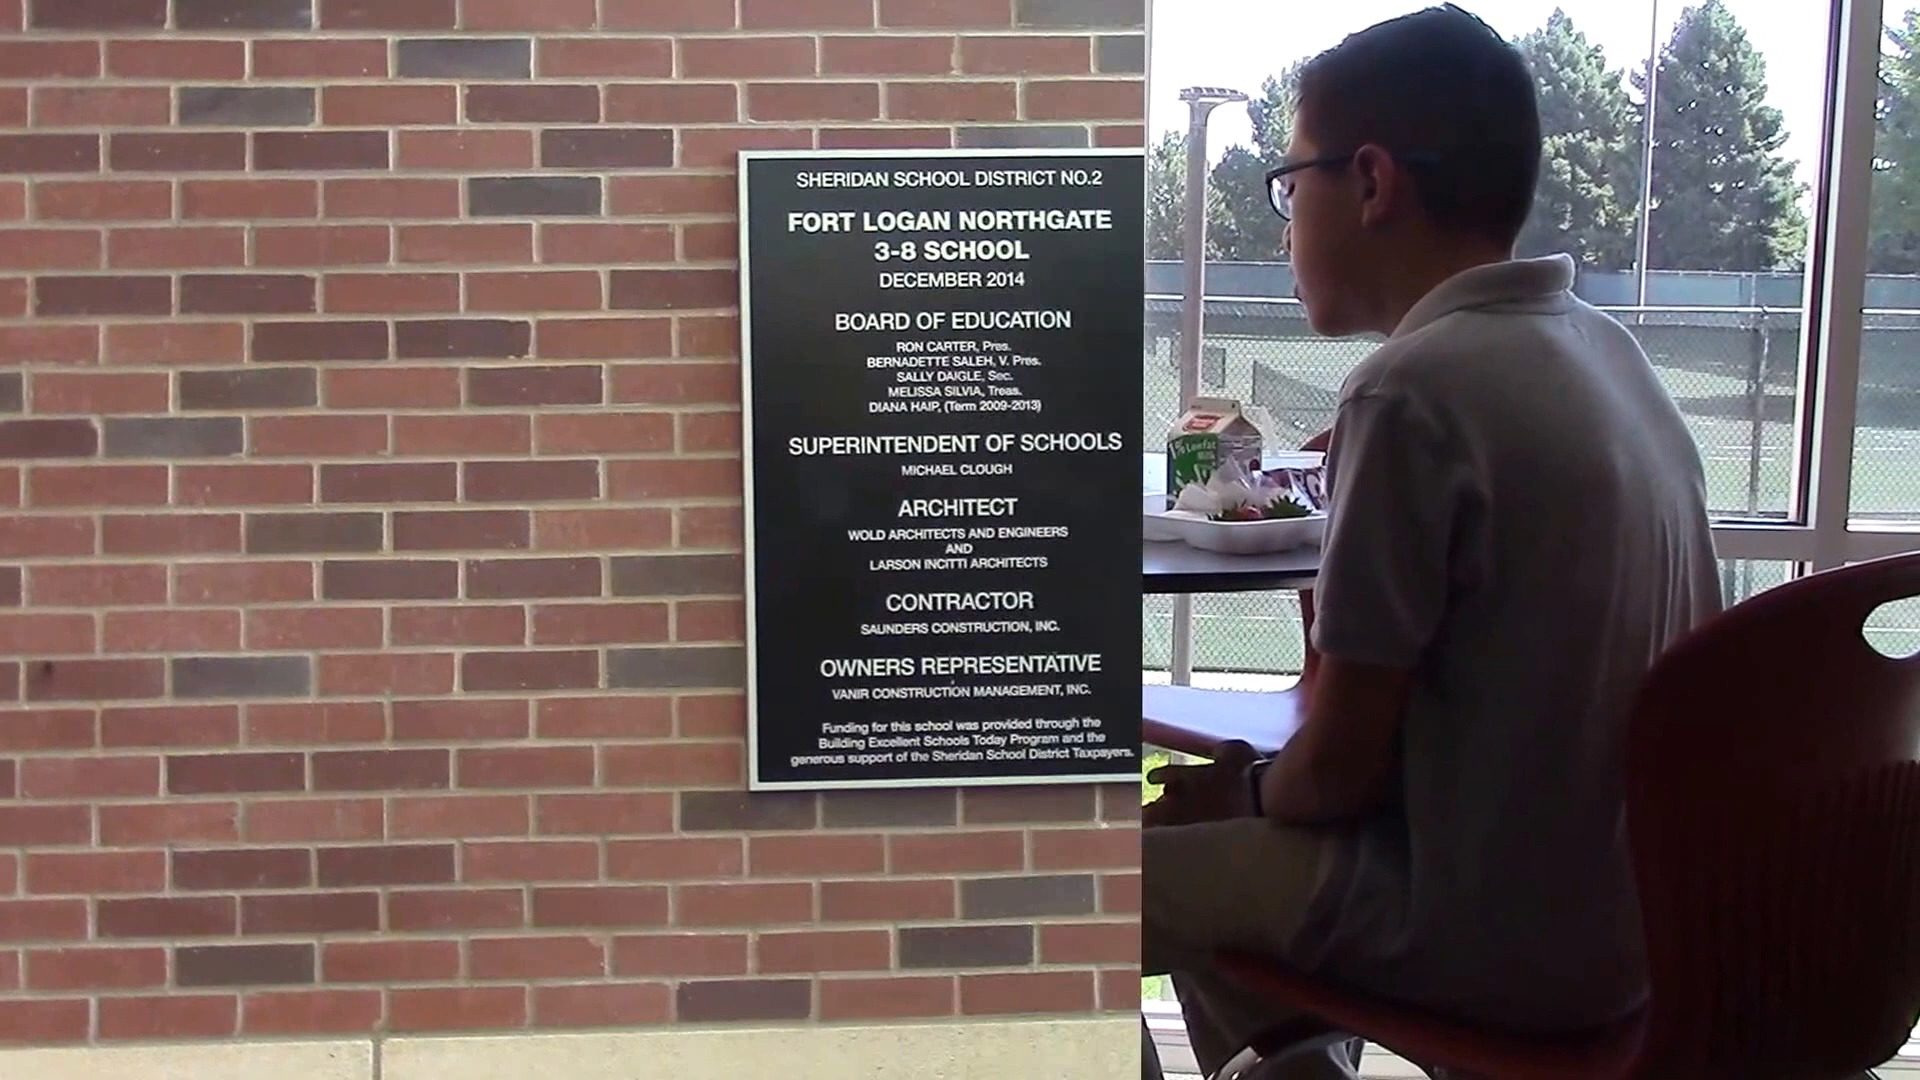 SHERIDAN SCHOOL DISTRICT NO.2
FORT LOGAN NORTHGATE
3-8 SCHOOL
DECEMBER 2014
BOARD OF EDUCATION
RON CARTER, Pres.
BERNADETTE SALEH, V. Pres.
SALLY DAIGLE, Sec.
MELISSA SILVIA, Treas.
DIANA HAIP, (Term 2009-2013)
SUPERINTENDENT OF SCHOOLS
MICHAEL CLOUGH
ARCHITECT
WOLD ARCHITECTS AND ENGINEERS
AND
LARSON INCITTI ARCHITECTS
CONTRACTOR
SAUNDERS CONSTRUCTION, INC.
OWNERS REPRESENTATIVE
VANIR CONSTRUCTION MANAGEMENT, INC.
Funding for this school was provided through the
Building Excellent Schools Today Program and the
generous support of the Sheridan School District Taxpayers.
1% Lowfat
Milk